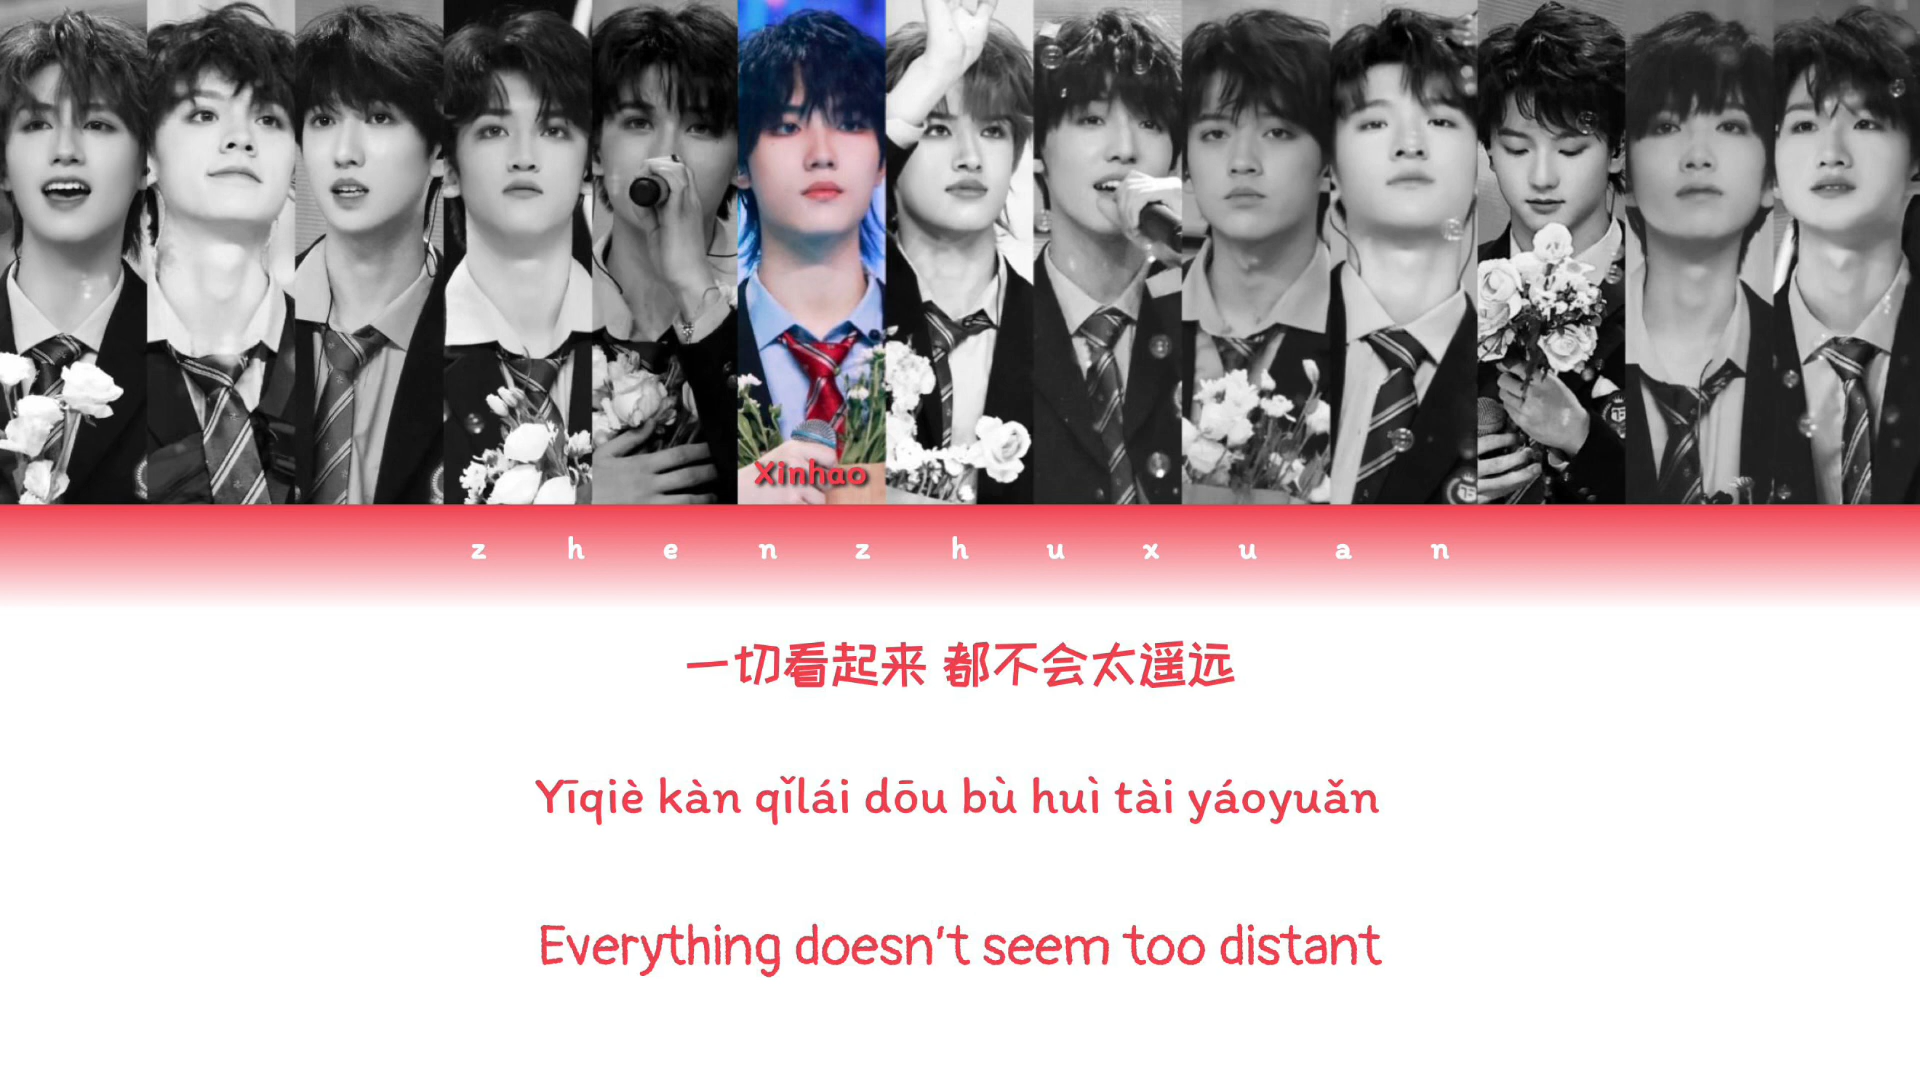 Xinhao
zhenzhuxuan
一切看起来 都不会太遥远
Yīqiè kàn qǐlái dōu bù huì tài yáoyuǎn
Everything doesn't seem too distant